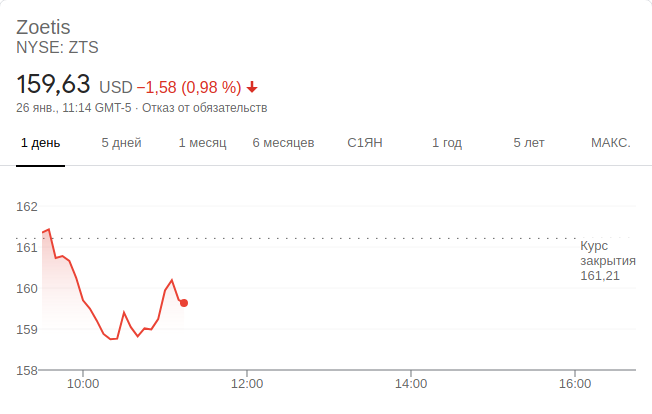 Zoetis
NYSE: ZTS
159,63 USD −1,58 (0,98 %)
26 янв., 11:14 GMT-5 · Отказ от обязательств
1 день 5 дней 1 месяц 6 месяцев С1ЯН 1 год 5 лет МАКС.
162
161
160
159
158
Курс
закрытия
161,21
10:00 12:00 14:00 16:00